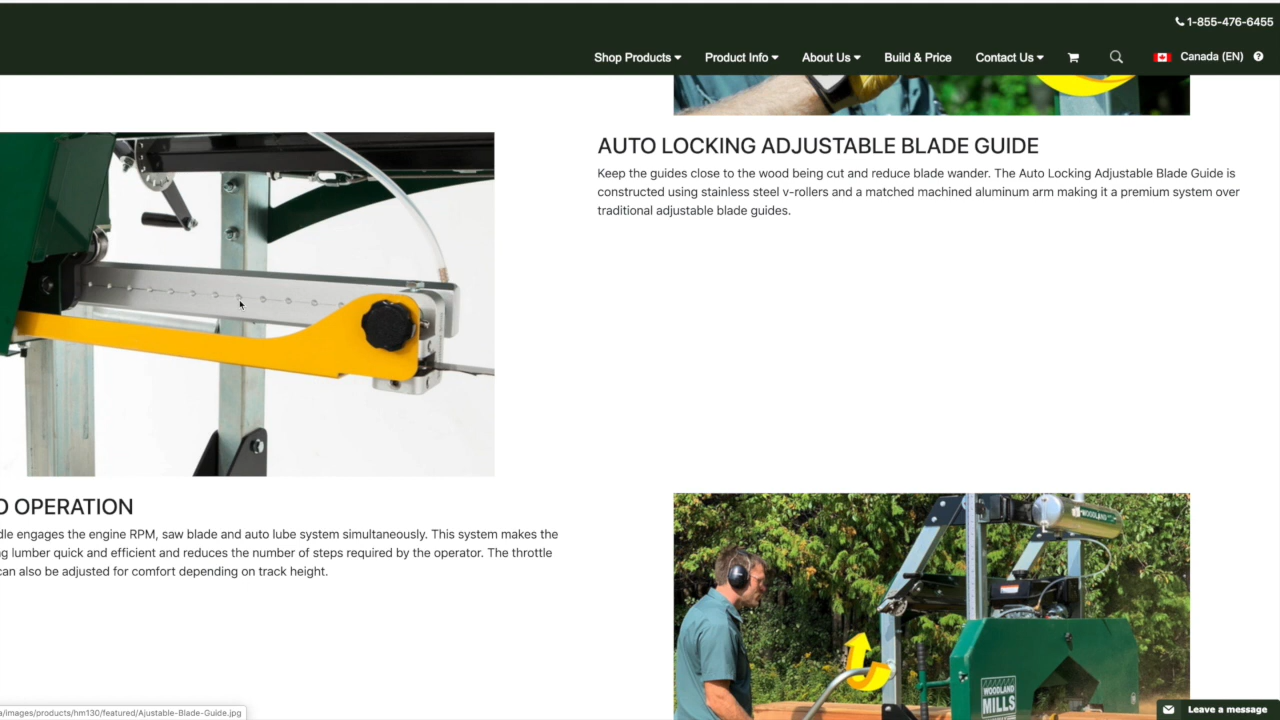 1-855-476-6455
Shop Products
Product Info
About Us
Build & Price
Contact Us
Canada (EN)
AUTO LOCKING ADJUSTABLE BLADE GUIDE
Keep the guides close to the wood being cut and reduce blade wander. The Auto Locking Adjustable Blade Guide is
constructed using stainless steel v-rollers and a matched machined aluminum arm making it a premium system over
traditional adjustable blade guides.
OPERATION
engages the engine RPM, saw blade and auto lube system simultaneously. This system makes the
lumber quick and efficient and reduces the number of steps required by the operator. The throttle
can also be adjusted for comfort depending on track height.
WOODLAND
WOODLAND
MILLS
/images/products/hm130/featured/Ajustable-Blade-Guide.jpg
Leave a message